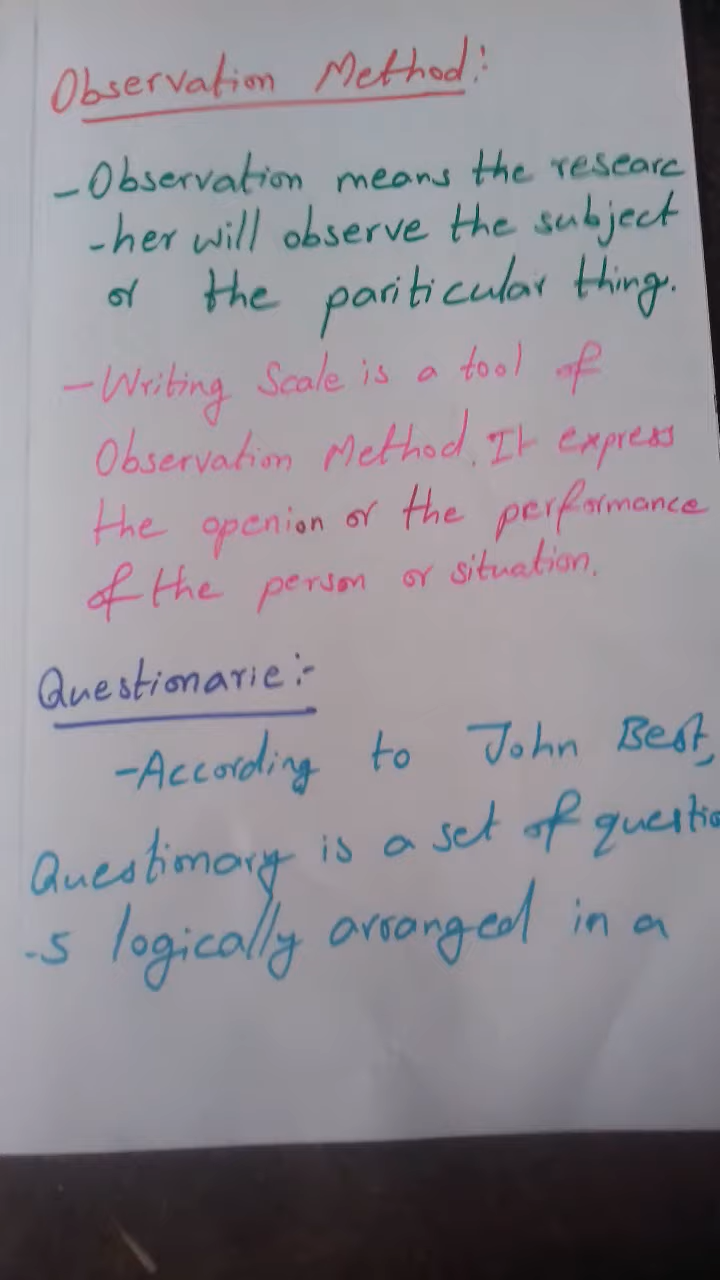 Observation Method:
- Observation means the researc
-her will observe the subject
or the pariticular thing.
- Writing Scale is a tool of
Observation Method. It express
the openion or the performance
of the person or situation.
Questionarie :-
- According to John Best,
Questionary is a set of questio
-s logically arranged in a